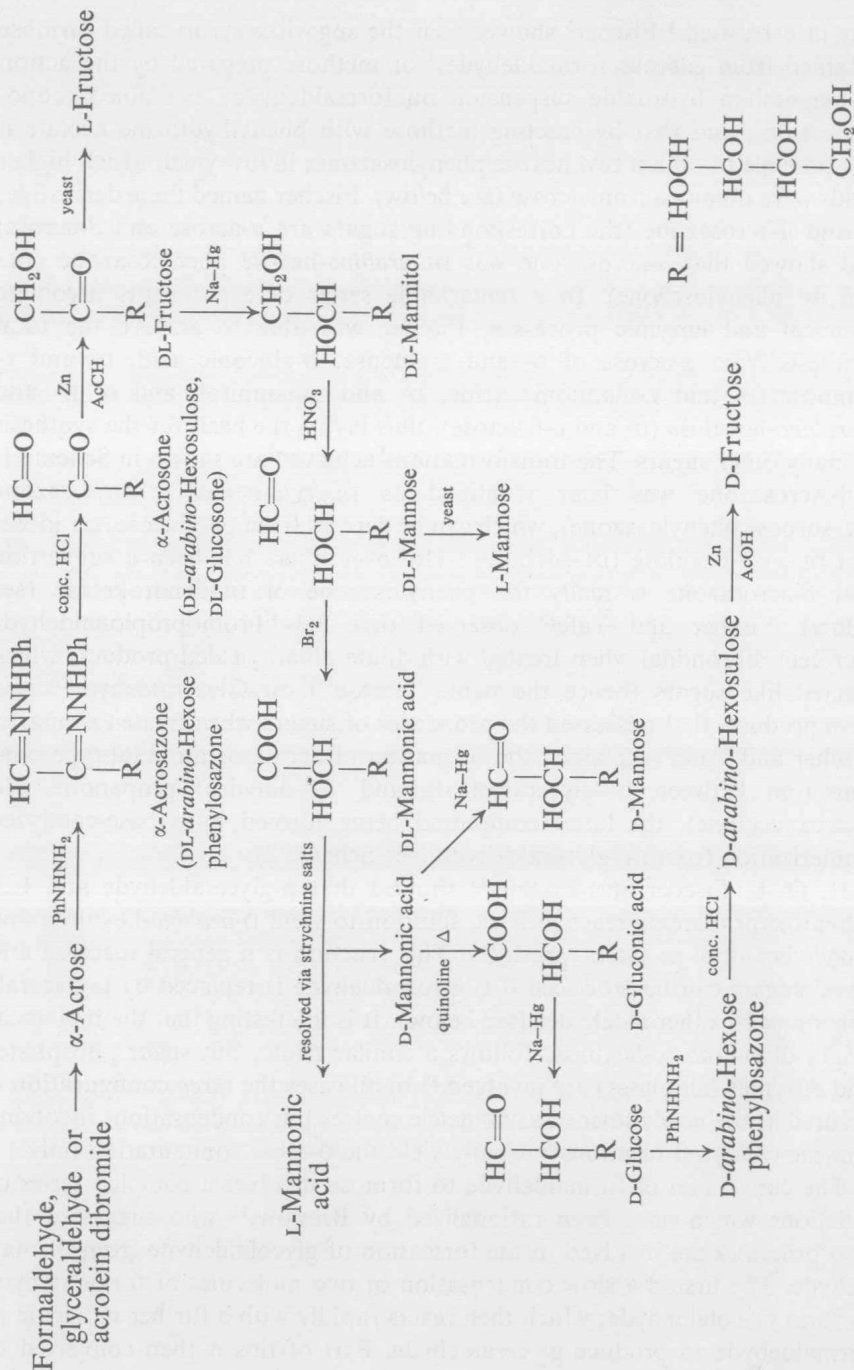 Formaldehyde,
glyceraldehyde or
acrolein dibromide
α-Acrose
PhNHNH₂
HC=NNHPh
C=NNHPh
R
α-Acrosazone
(DL-arabino-Hexose
phenylosazone)
conc. HCl
HC=O
C=O
R
α-Acrosone
(DL-arabino-Hexosulose,
DL-Glucosone)
Zn
AcCH
CH₂OH
C=O
R
DL-Fructose
yeast
L-Fructose
Na–Hg
CH₂OH
HOCH
R
DL-Mannitol
HNO₃
HC=O
HOCH
R
DL-Mannose
yeast
L-Mannose
Br₂
COOH
HOCH*
R
DL-Mannonic acid
resolved via strychnine salts
L-Mannonic
acid
D-Mannonic acid
Na–Hg
HC=O
HOCH
R
D-Mannose
quinoline Δ
COOH
HCOH
R
D-Gluconic acid
Na–Hg
HC=O
HCOH
R
D-Glucose
PhNHNH₂
D-arabino-Hexose
phenylosazone
conc. HCl
D-arabino-Hexosulose
Zn
AcOH
D-Fructose
R = HOCH
HCOH
HCOH
CH₂OH